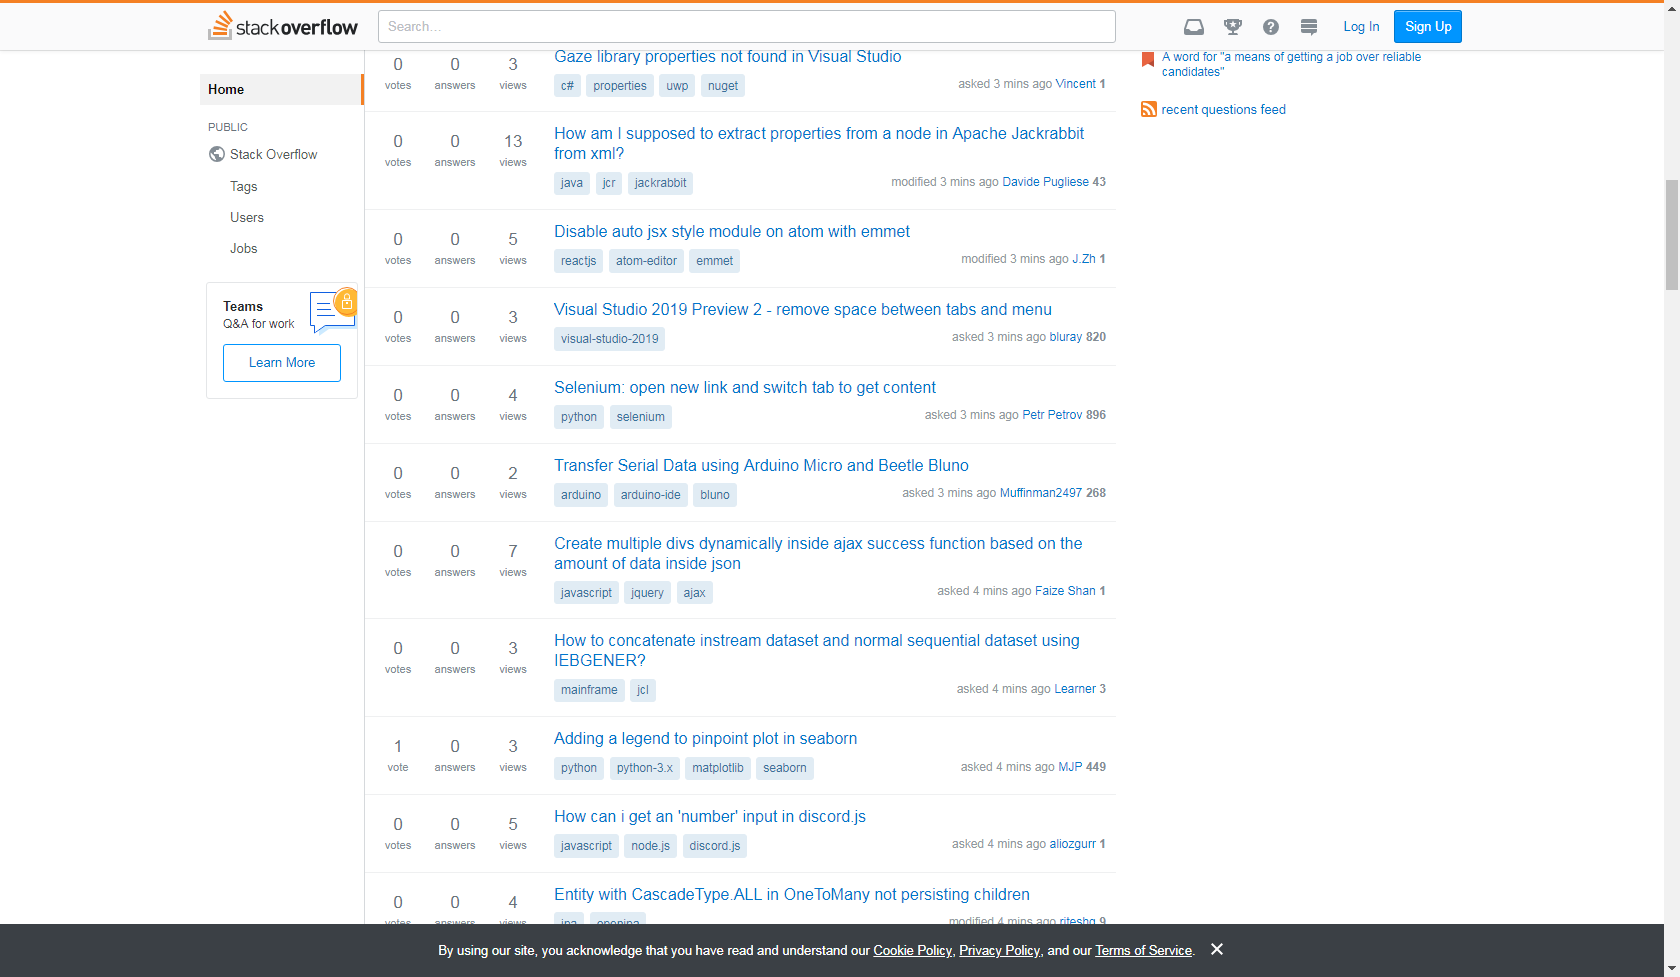 stackoverflow
Search...
Log In
Sign Up
Home
PUBLIC
Stack Overflow
Tags
Users
Jobs
Teams
Q&A for work
Learn More
0 0 3
votes answers views
Gaze library properties not found in Visual Studio
c# properties uwp nuget
asked 3 mins ago Vincent 1
0 0 13
votes answers views
How am I supposed to extract properties from a node in Apache Jackrabbit
from xml?
java jcr jackrabbit
modified 3 mins ago Davide Pugliese 43
0 0 5
votes answers views
Disable auto jsx style module on atom with emmet
reactjs atom-editor emmet
modified 3 mins ago J.Zh 1
0 0 3
votes answers views
Visual Studio 2019 Preview 2 - remove space between tabs and menu
visual-studio-2019
asked 3 mins ago bluray 820
0 0 4
votes answers views
Selenium: open new link and switch tab to get content
python selenium
asked 3 mins ago Petr Petrov 896
0 0 2
votes answers views
Transfer Serial Data using Arduino Micro and Beetle Bluno
arduino arduino-ide bluno
asked 3 mins ago Muffinman2497 268
0 0 7
votes answers views
Create multiple divs dynamically inside ajax success function based on the
amount of data inside json
javascript jquery ajax
asked 4 mins ago Faize Shan 1
0 0 3
votes answers views
How to concatenate instream dataset and normal sequential dataset using
IEBGENER?
mainframe jcl
asked 4 mins ago Learner 3
1 0 3
vote answers views
Adding a legend to pinpoint plot in seaborn
python python-3.x matplotlib seaborn
asked 4 mins ago MJP 449
0 0 5
votes answers views
How can i get an 'number' input in discord.js
javascript node.js discord.js
asked 4 mins ago aliozgurr 1
0 0 4
votes answers views
Entity with CascadeType.ALL in OneToMany not persisting children
jpa openjpa
modified 4 mins ago riteshg 9
A word for "a means of getting a job over reliable
candidates"
recent questions feed
By using our site, you acknowledge that you have read and understand our Cookie Policy, Privacy Policy, and our Terms of Service.